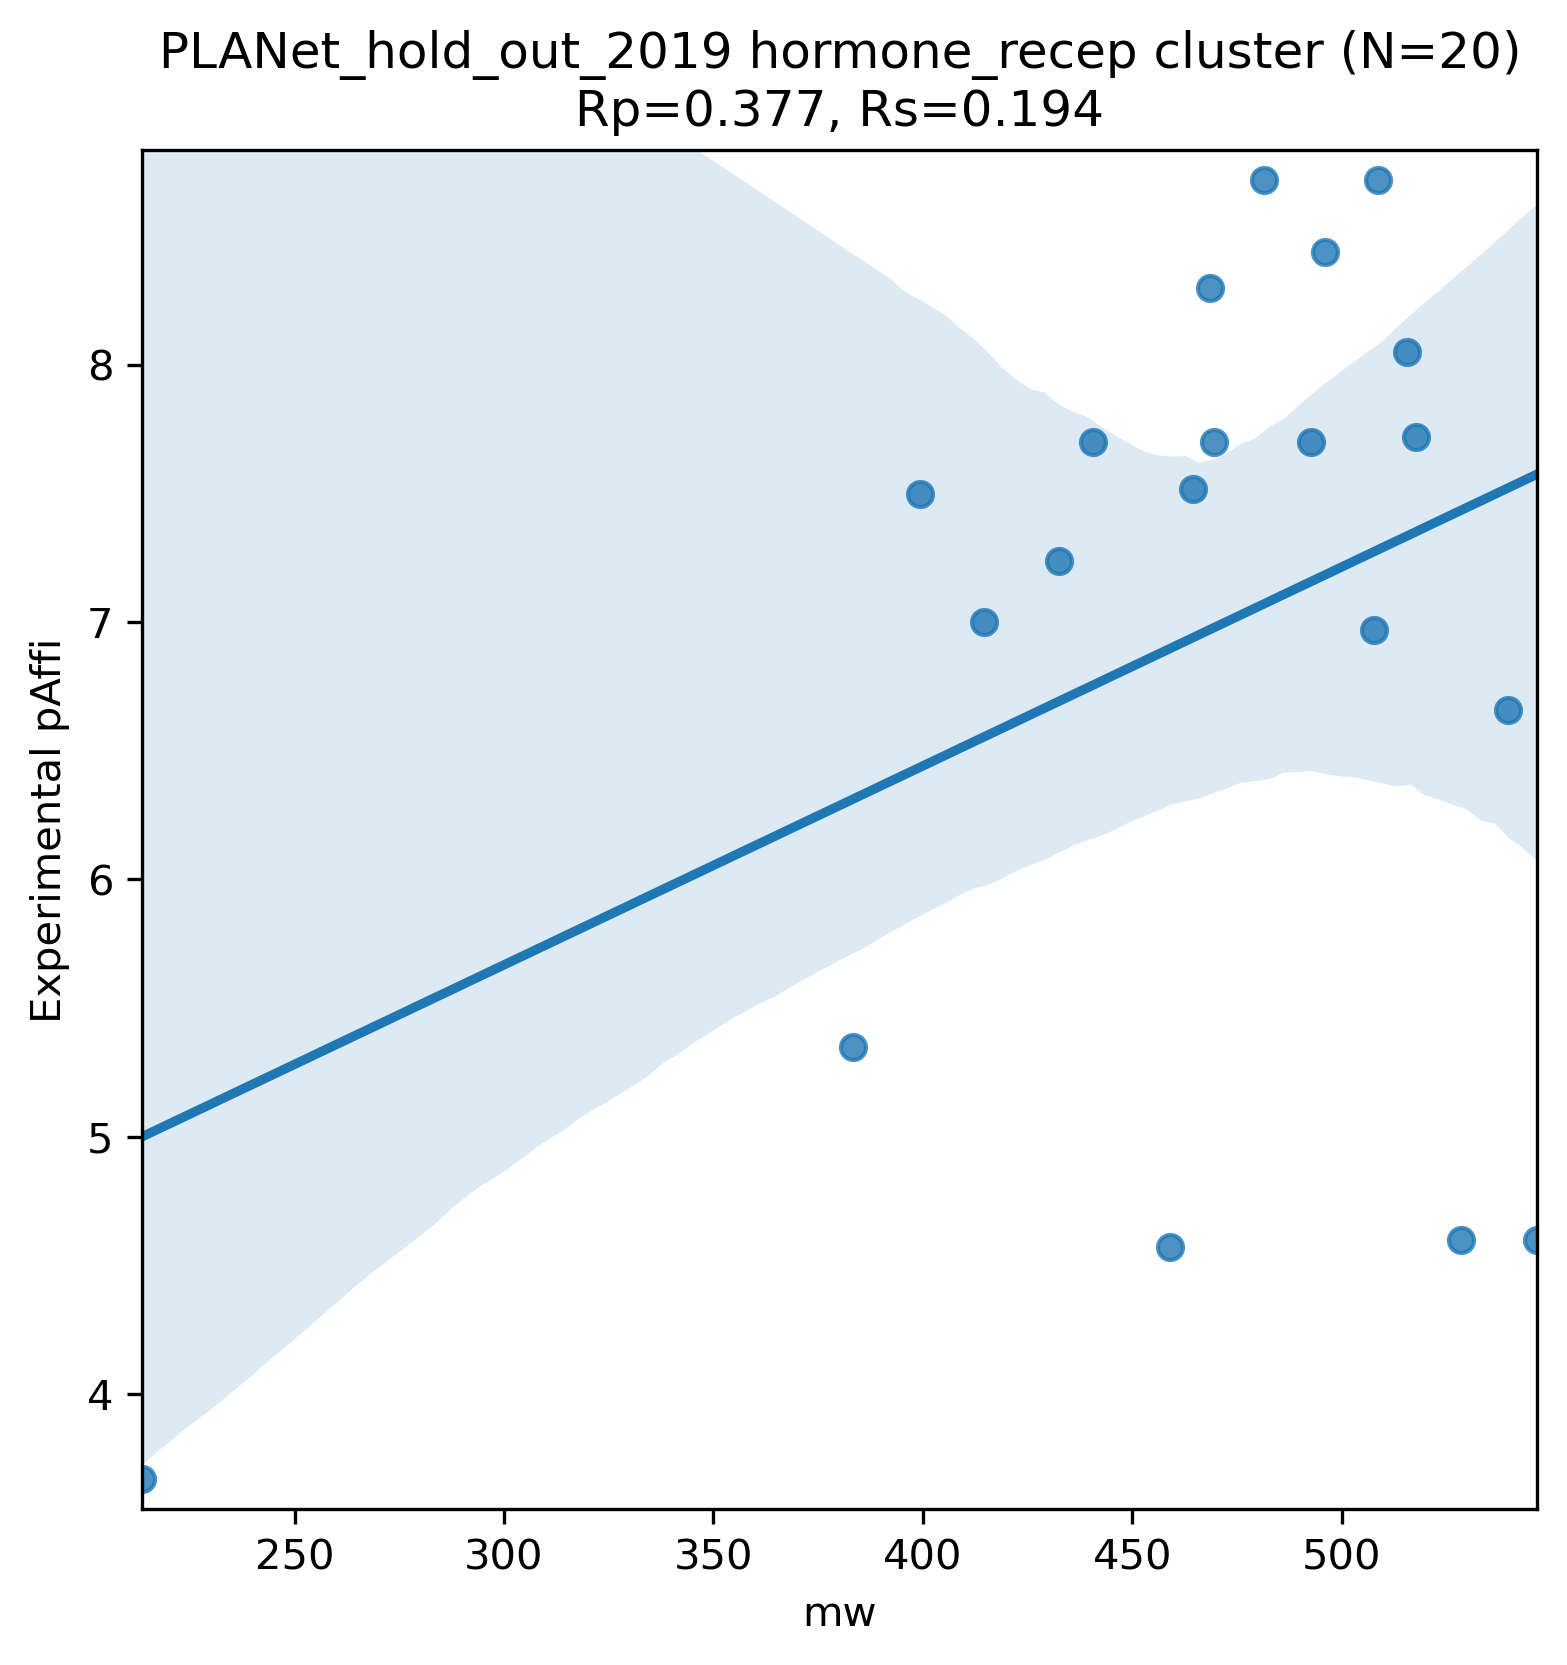 PLANet_hold_out_2019 hormone_recep cluster (N=20)
Rp=0.377, Rs=0.194
8
7
6
5
4
Experimental pAffi
250 300 350 400 450 500
mw